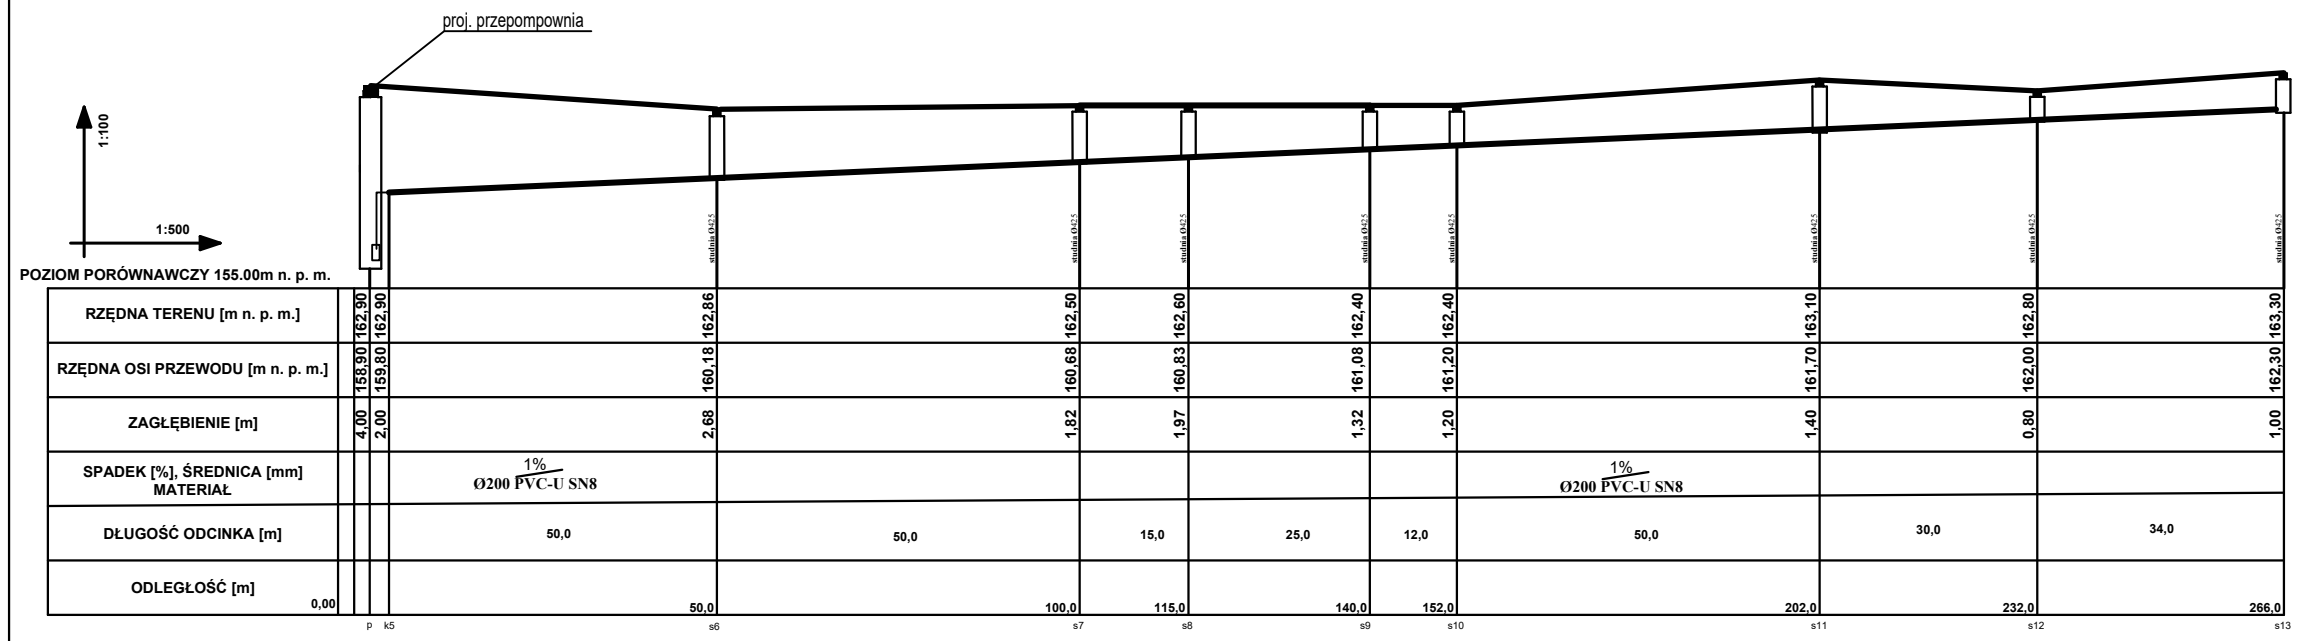 proj. przepompownia
1:100
1:500
studnia Ø425 studnia Ø425 studnia Ø425 studnia Ø425 studnia Ø425 studnia Ø425 studnia Ø425 studnia Ø425
POZIOM PORÓWNAWCZY 155.00m n. p. m.
RZĘDNA TERENU [m n. p. m.] 162,90 162,90 162,86 162,50 162,60 162,40 162,40 163,10 162,80 163,30
RZĘDNA OSI PRZEWODU [m n. p. m.] 158,90 159,80 160,18 160,68 160,83 161,08 161,20 161,70 162,00 162,30
ZAGŁĘBIENIE [m] 4,00 2,00 2,68 1,82 1,97 1,32 1,20 1,40 0,80 1,00
SPADEK [%], ŚREDNICA [mm] 1% 1%
MATERIAŁ Ø200 PVC-U SN8 Ø200 PVC-U SN8
DŁUGOŚĆ ODCINKA [m] 50,0 50,0 15,0 25,0 12,0 50,0 30,0 34,0
ODLEGŁOŚĆ [m] 0,00 50,0 100,0 115,0 140,0 152,0 202,0 232,0 266,0
p k5 s6 s7 s8 s9 s10 s11 s12 s13